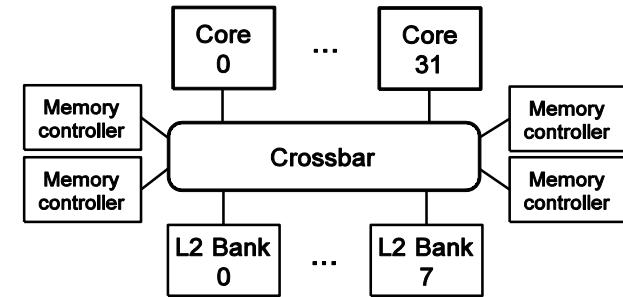 Core
0
...
Core
31
Memory
controller
Memory
controller
Crossbar
Memory
controller
Memory
controller
L2 Bank
0
...
L2 Bank
7